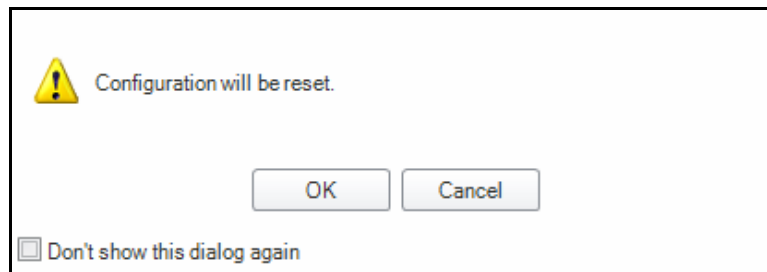 Configuration will be reset.
OK Cancel
Don't show this dialog again